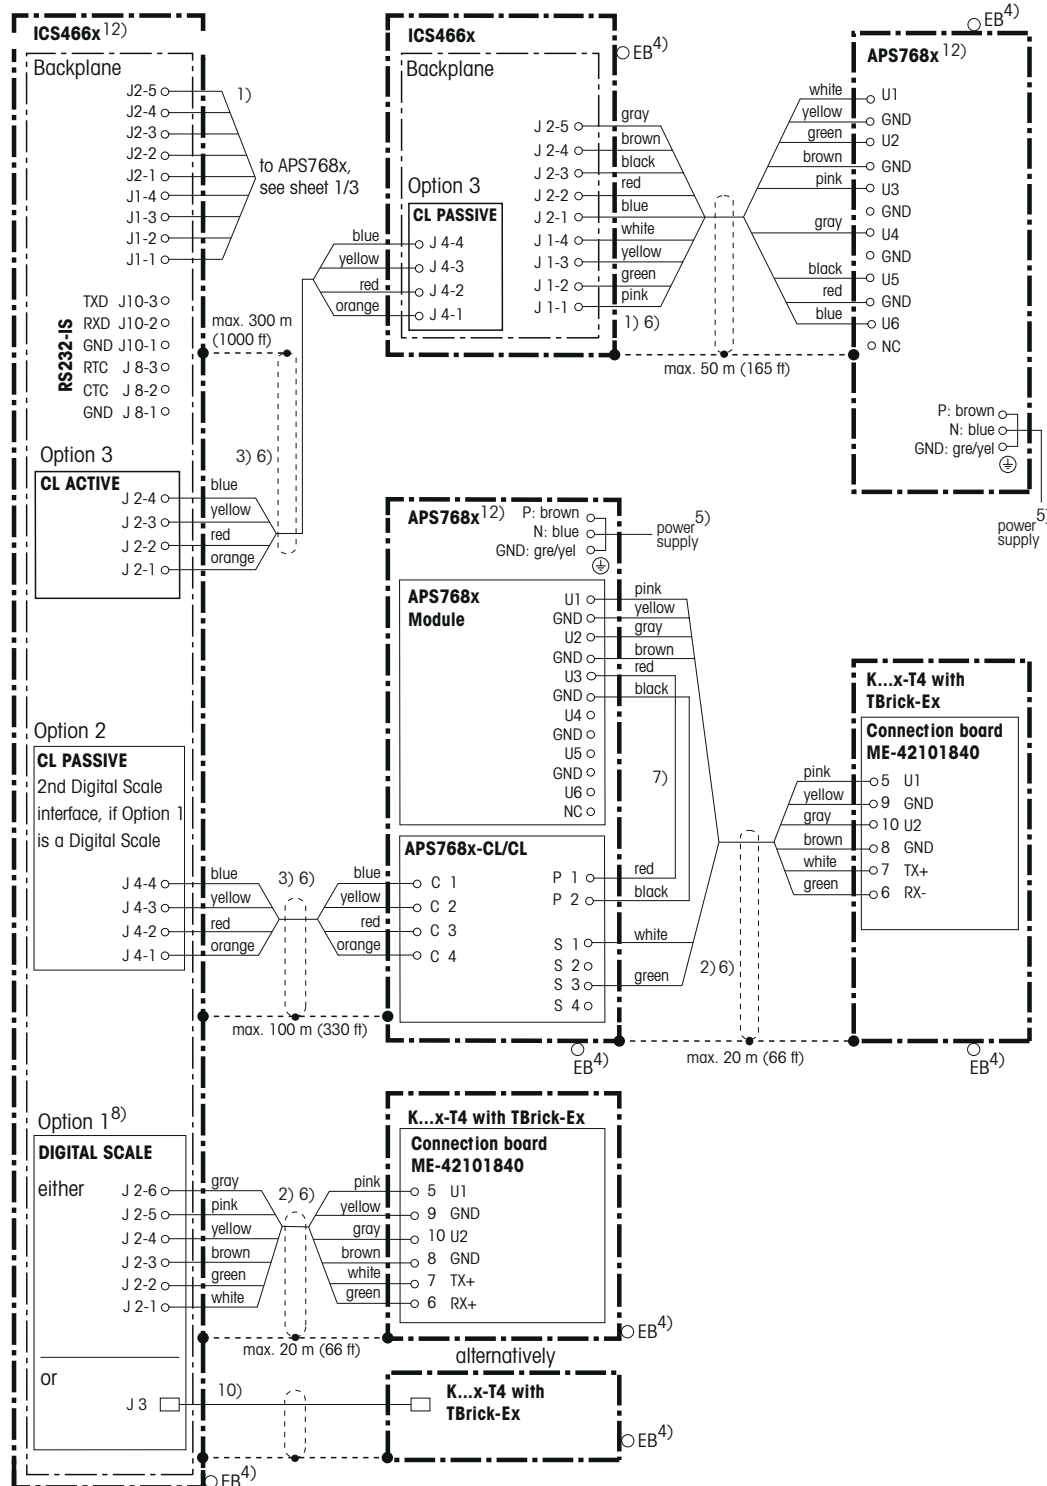 ICS466x 12)
Backplane
J2-5
J2-4
J2-3
J2-2
J2-1
J1-4
J1-3
J1-2
J1-1
1)
to APS768x,
see sheet 1/3
RS232-IS
TXD J10-3
RXD J10-2
GND J10-1
RTC J 8-3
CTC J 8-2
GND J 8-1
max. 300 m
(1000 ft)
Option 3
CL ACTIVE
J 2-4
J 2-3
J 2-2
J 2-1
blue
yellow
red
orange
3) 6)
blue
yellow
red
orange
ICS466x
EB4)
Backplane
Option 3
CL PASSIVE
J 4-4
J 4-3
J 4-2
J 4-1
J 2-5
J 2-4
J 2-3
J 2-2
J 2-1
J 1-4
J 1-3
J 1-2
J 1-1
gray
brown
black
red
blue
white
yellow
green
pink
1) 6)
max. 50 m (165 ft)
EB4)
APS768x 12)
white
yellow
green
brown
pink
gray
black
red
blue
U1
GND
U2
GND
U3
GND
U4
GND
U5
GND
U6
NC
P: brown
N: blue
GND: gre/yel
power5)
supply
APS768x12)
P: brown
N: blue
GND: gre/yel
power5)
supply
APS768x
Module
U1
GND
U2
GND
U3
GND
U4
GND
U5
GND
U6
NC
pink
yellow
gray
brown
red
black
7)
APS768x-CL/CL
C 1
C 2
C 3
C 4
P 1
P 2
S 1
S 2
S 3
S 4
red
black
white
green
2) 6)
max. 20 m (66 ft)
EB4)
K...x-T4 with
TBrick-Ex
Connection board
ME-42101840
pink
yellow
gray
brown
white
green
5 U1
9 GND
10 U2
8 GND
7 TX+
6 RX-
EB4)
Option 2
CL PASSIVE
2nd Digital Scale
interface, if Option 1
is a Digital Scale
J 4-4
J 4-3
J 4-2
J 4-1
blue
yellow
red
orange
3) 6)
blue
yellow
red
orange
max. 100 m (330 ft)
Option 18)
DIGITAL SCALE
either
J 2-6
J 2-5
J 2-4
J 2-3
J 2-2
J 2-1
gray
pink
yellow
brown
green
white
2) 6)
pink
yellow
gray
brown
white
green
K...x-T4 with TBrick-Ex
Connection board
ME-42101840
5 U1
9 GND
10 U2
8 GND
7 TX+
6 RX+
max. 20 m (66 ft)
EB4)
alternatively
or
J 3
10)
K...x-T4 with
TBrick-Ex
EB4)
EB4)